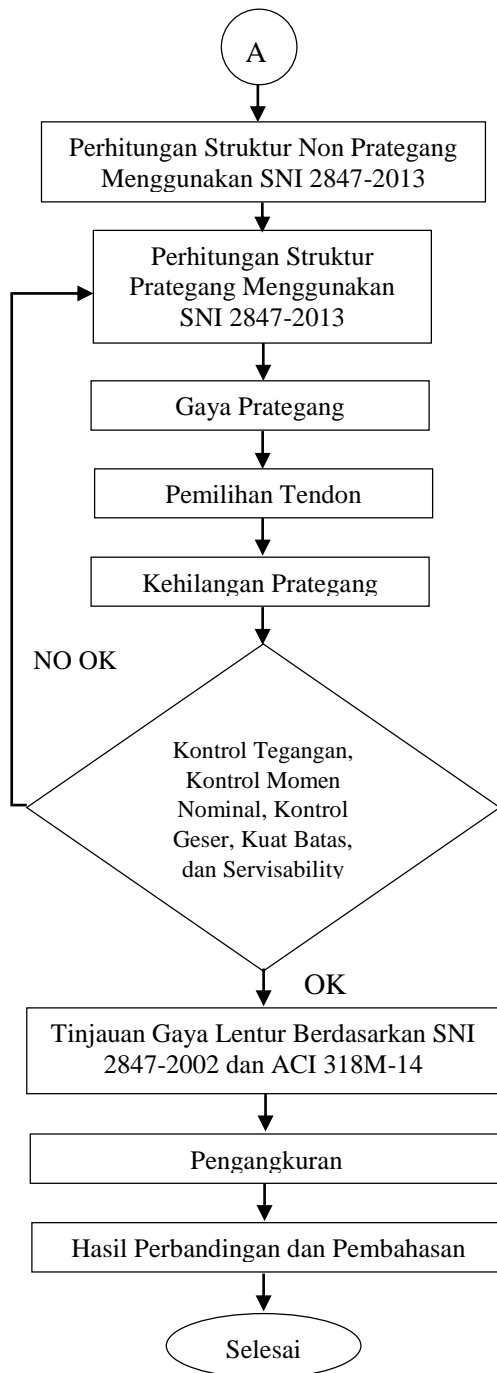 A
Perhitungan Struktur Non Prategang
Menggunakan SNI 2847-2013
Perhitungan Struktur
Prategang Menggunakan
SNI 2847-2013
Gaya Prategang
Pemilihan Tendon
Kehilangan Prategang
NO OK
Kontrol Tegangan,
Kontrol Momen
Nominal, Kontrol
Geser, Kuat Batas,
dan Servisability
OK
Tinjauan Gaya Lentur Berdasarkan SNI
2847-2002 dan ACI 318M-14
Pengangkuran
Hasil Perbandingan dan Pembahasan
Selesai